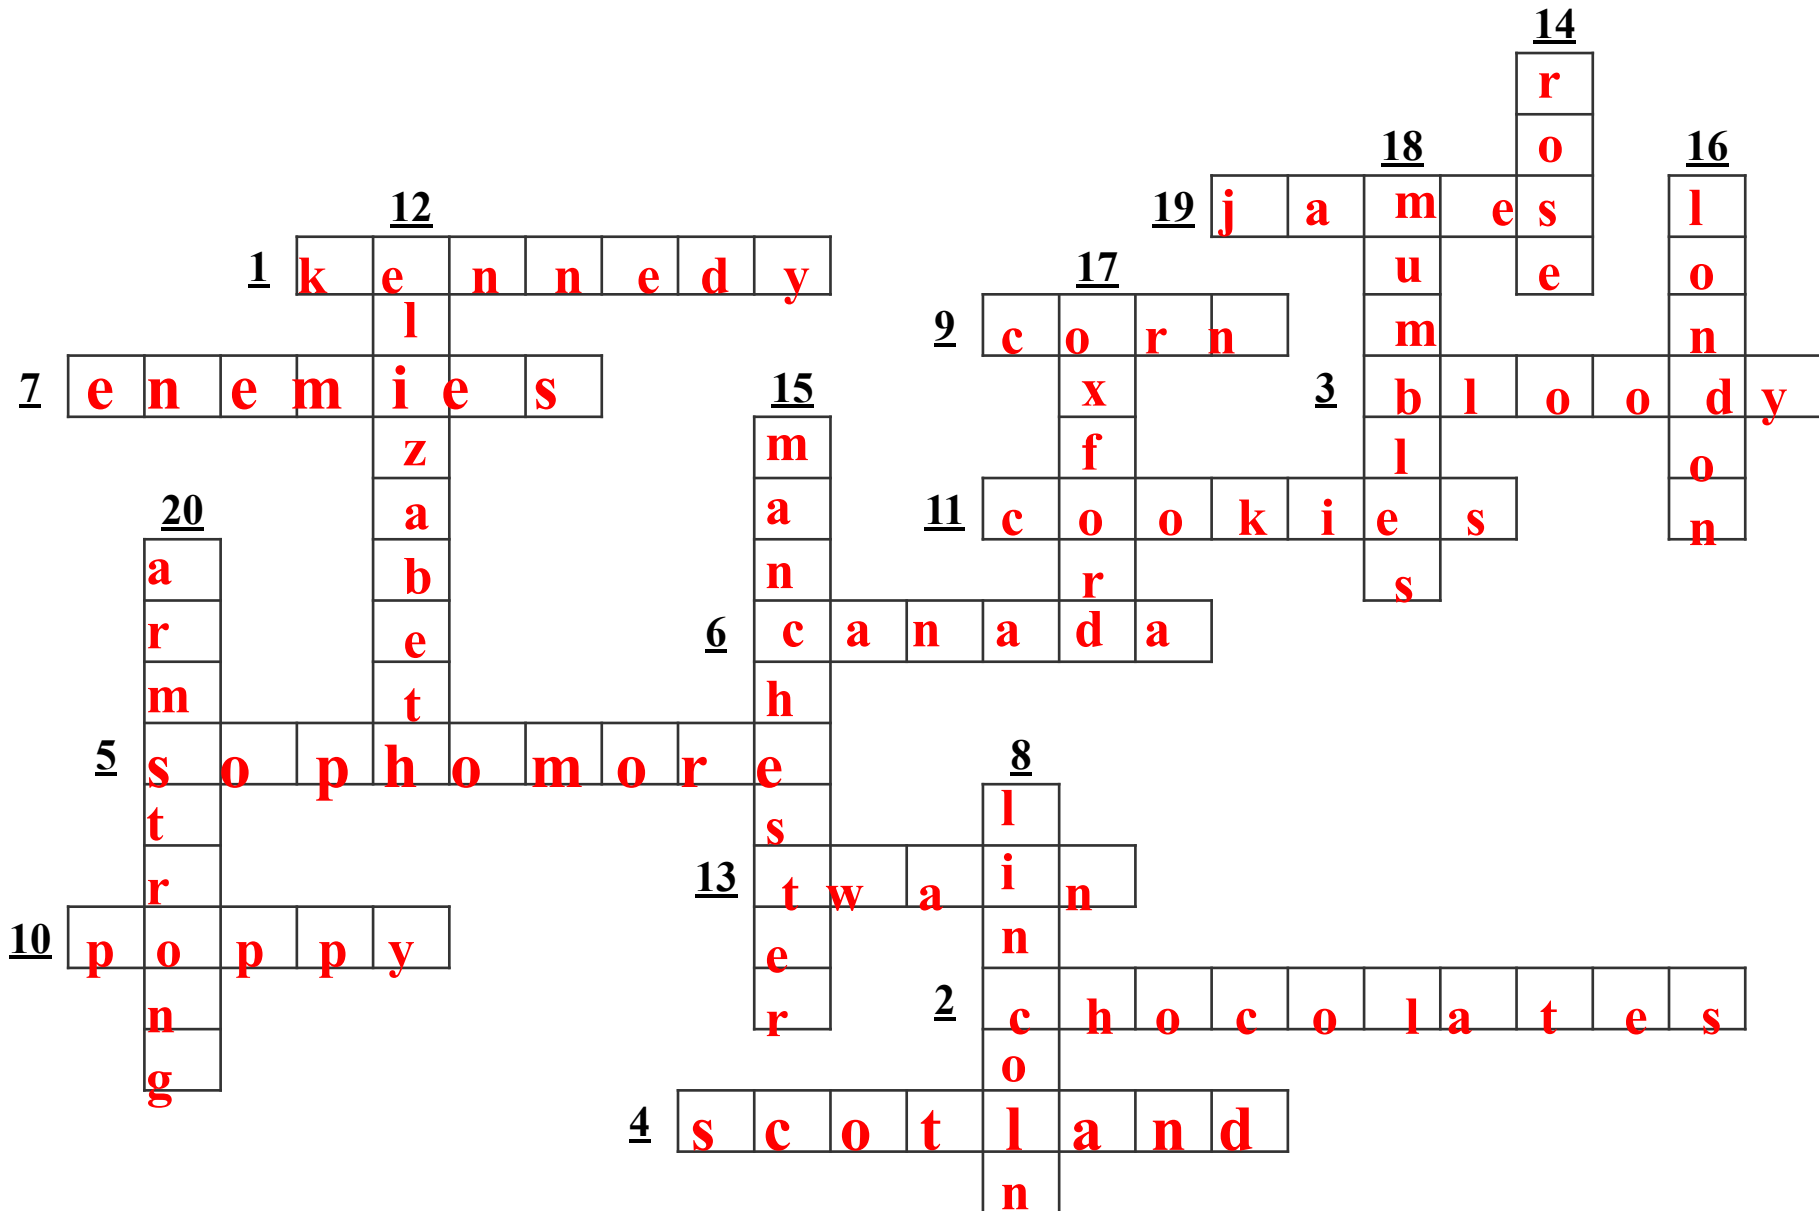 14
r
o
18
16
19 j a m e s
l
12
u
e
o
1 k e n n e d y
17
l
9 c o r n
m
n
7 e n e m i e s
15
x
3 b l o o d y
z
m
f
l
o
20
a
a
11 c o o k i e s
n
a
b
n
r
s
r
e
6 c a n a d a
m
t
h
5 s o p h o m o r e
8
t
s
l
r
13 t w a i n
10 p o p p y
e
n
n
r
2 c h o c o l a t e s
g
o
4 s c o t l a n d
n